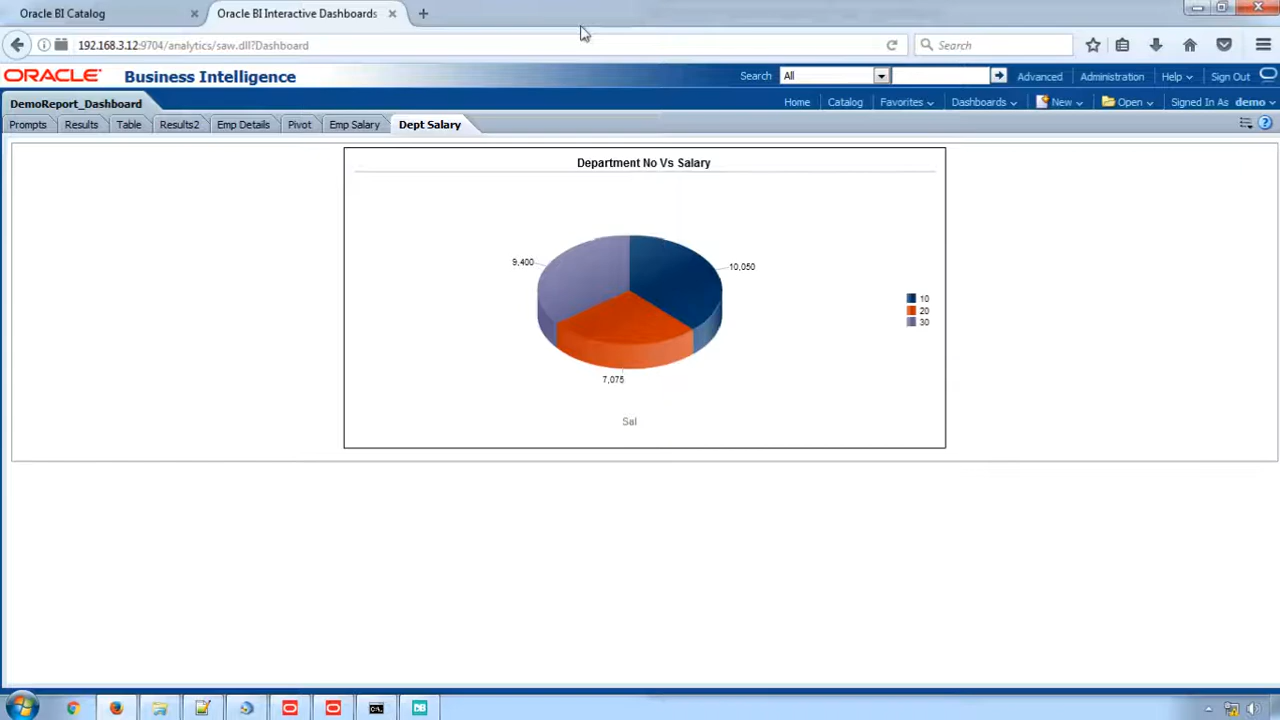 Oracle BI Catalog × Oracle BI Interactive Dashboards × +
192.168.3.12:9704/analytics/saw.dll?Dashboard Search
ORACLE Business Intelligence Search All Advanced Administration Help Sign Out
DemoReport_Dashboard Home Catalog Favorites Dashboards New Open Signed In As demo
Prompts Results Table Results2 Emp Details Pivot Emp Salary Dept Salary
Department No Vs Salary
9,400
10,050
10
20
30
7,075
Sal